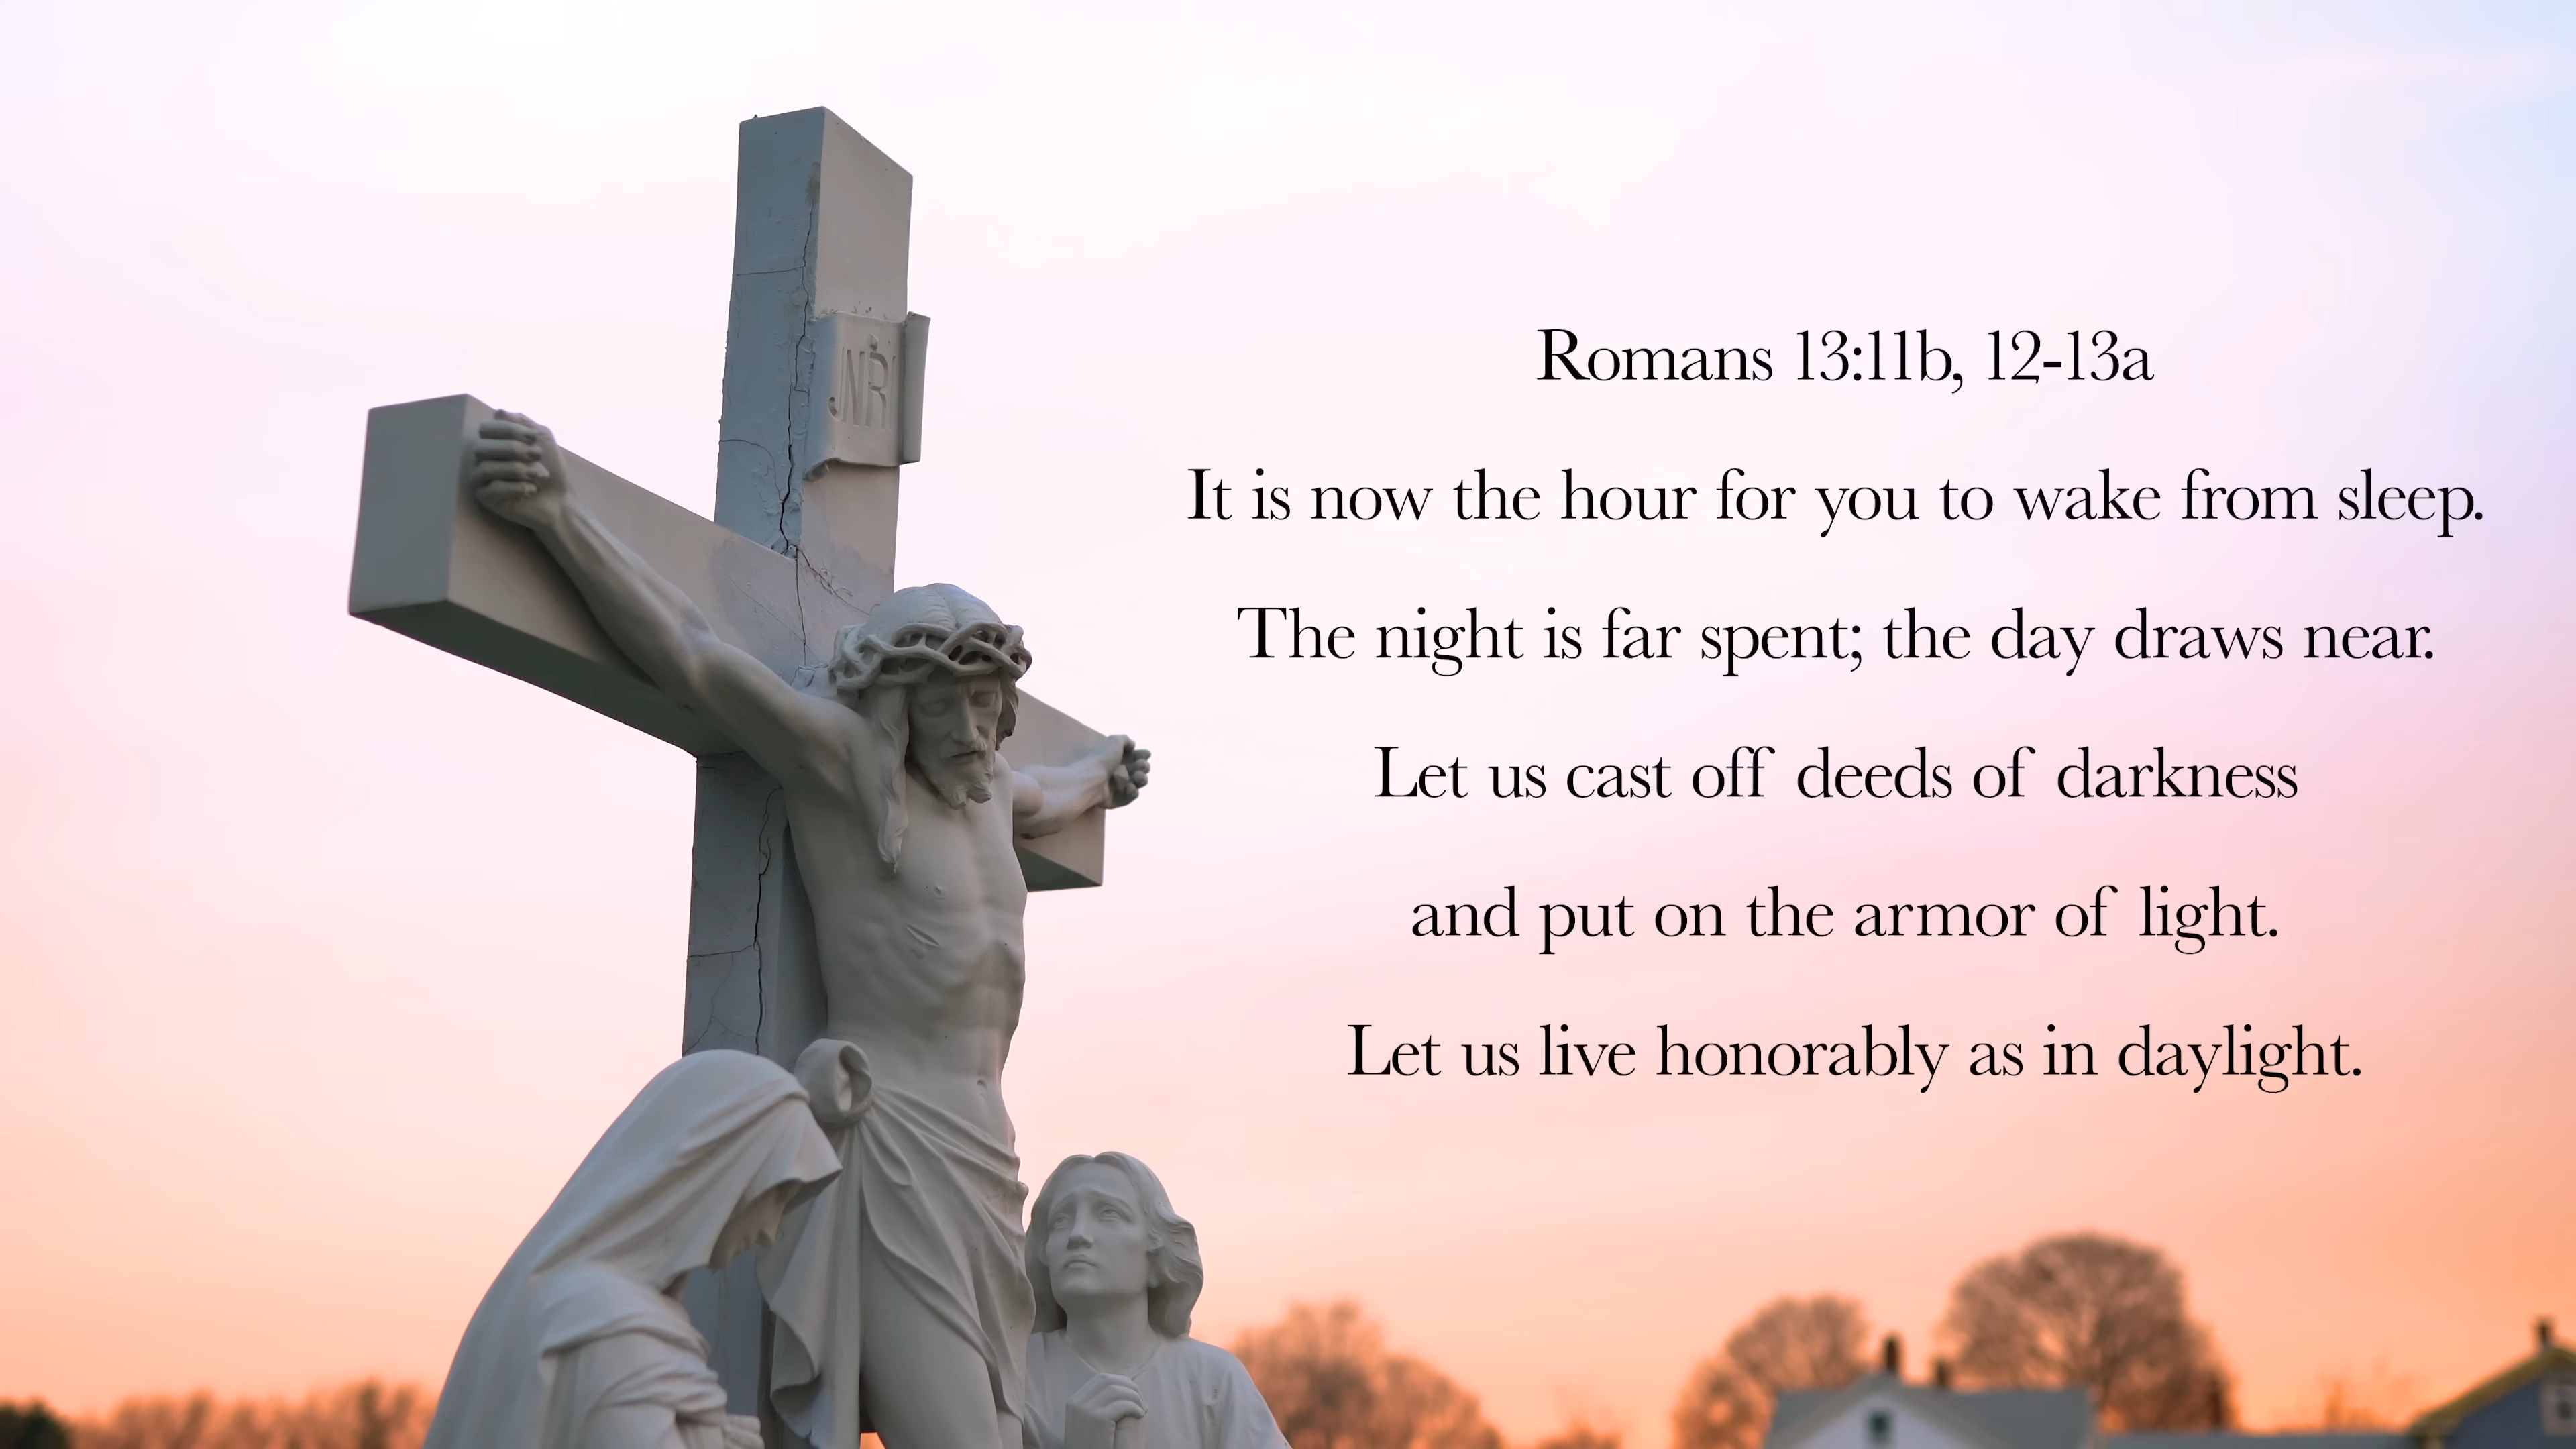 JNRI
Romans 13:11b, 12-13a
It is now the hour for you to wake from sleep.
The night is far spent; the day draws near.
Let us cast off deeds of darkness
and put on the armor of light.
Let us live honorably as in daylight.